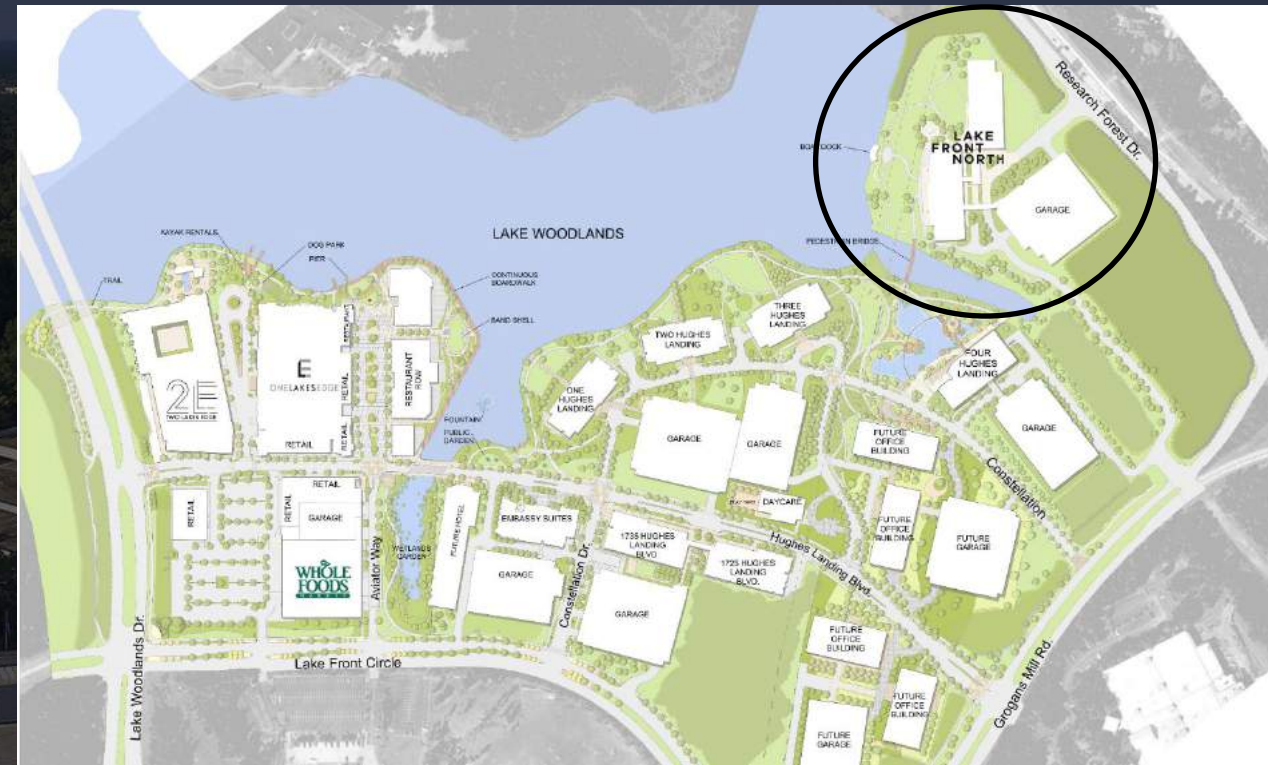 Research Forest Dr.
LAKE
FRONT
NORTH
BOAT DOCK
GARAGE
PEDESTRIAN BRIDGE
LAKE WOODLANDS
KAYAK RENTALS
DOG PARK
PIER
CONTINUOUS
BOARDWALK
TRAIL
BAND SHELL
THREE
HUGHES
LANDING
TWO HUGHES
LANDING
FOUR
HUGHES
LANDING
ONE
HUGHES
LANDING
2E
TWO LAKES EDGE
E
ONELAKESEDGE
RESTAURANT
RETAIL
RETAIL
RETAIL
RESTAURANT
ROW
FOUNTAIN
PUBLIC
GARDEN
GARAGE
GARAGE
GARAGE
FUTURE
OFFICE
BUILDING
Constellation
RETAIL
RETAIL
RETAIL
GARAGE
WHOLE
FOODS
MARKET
Aviator Way
WETLANDS
GARDEN
FUTURE HOTEL
EMBASSY SUITES
GARAGE
Constellation Dr.
1735 HUGHES
LANDING
BLVD
GARAGE
DAYCARE
1725 HUGHES
LANDING
BLVD.
Hughes Landing Blvd.
FUTURE
OFFICE
BUILDING
FUTURE
GARAGE
FUTURE
OFFICE
BUILDING
FUTURE
OFFICE
BUILDING
FUTURE
GARAGE
Grogans Mill Rd.
Lake Front Circle
Lake Woodlands Dr.